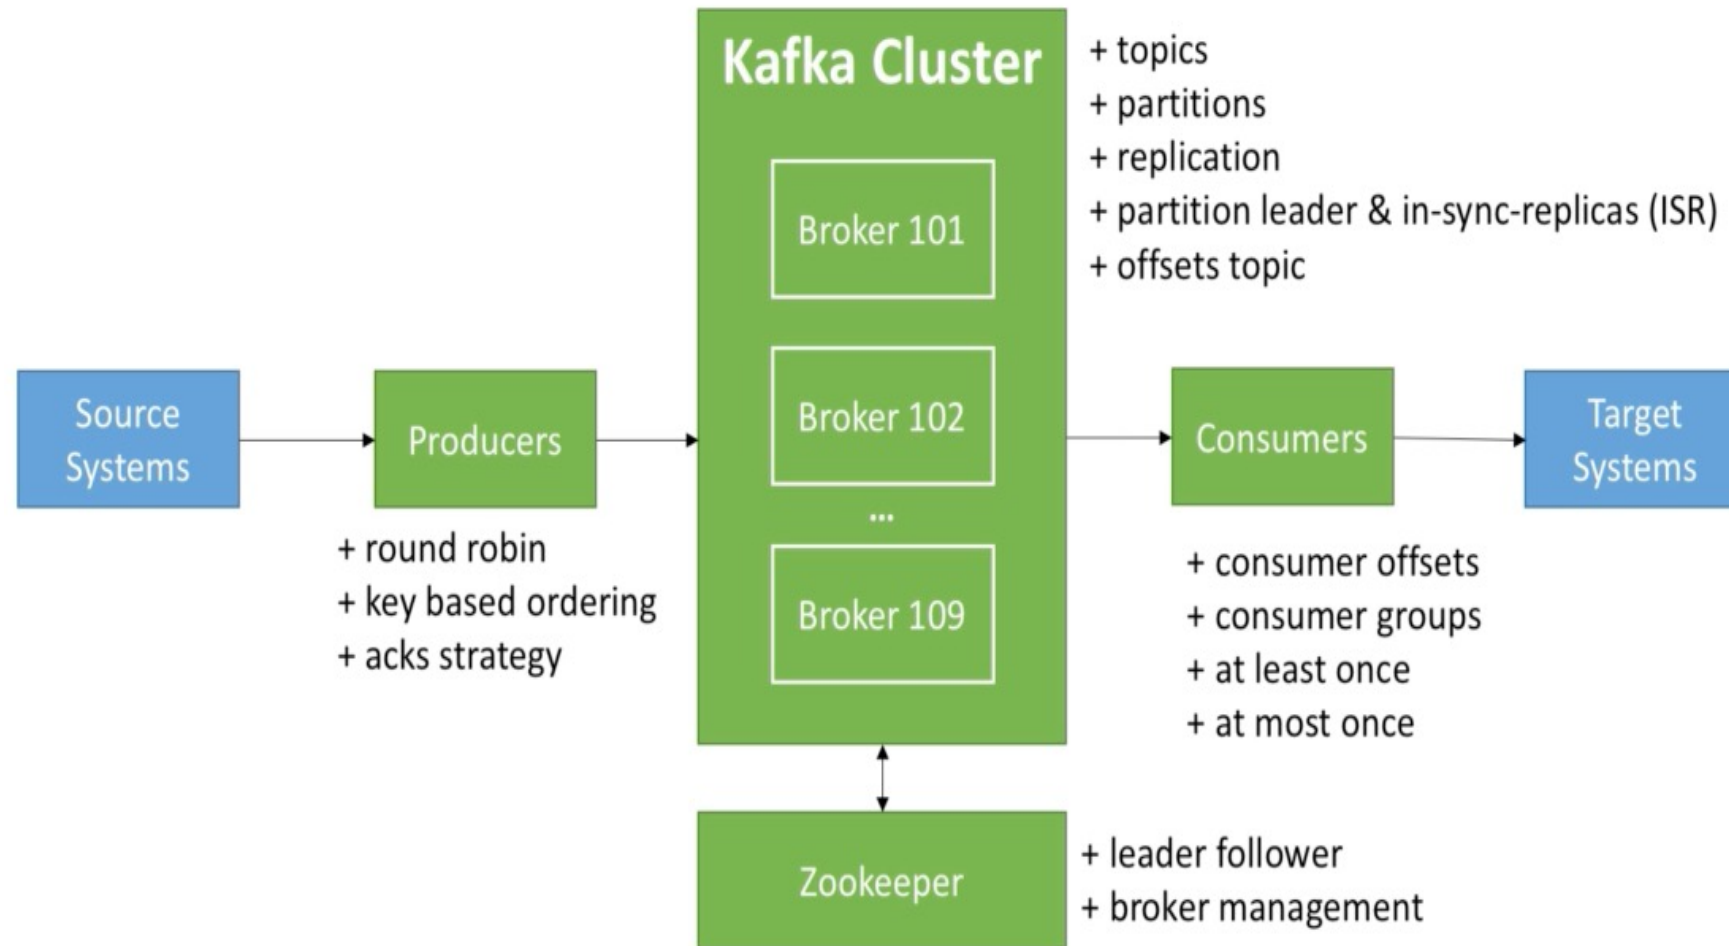 Kafka Cluster
Broker 101
Broker 102
...
Broker 109
+ topics
+ partitions
+ replication
+ partition leader & in-sync-replicas (ISR)
+ offsets topic
Source
Systems
Producers
+ round robin
+ key based ordering
+ acks strategy
Consumers
+ consumer offsets
+ consumer groups
+ at least once
+ at most once
Target
Systems
Zookeeper
+ leader follower
+ broker management